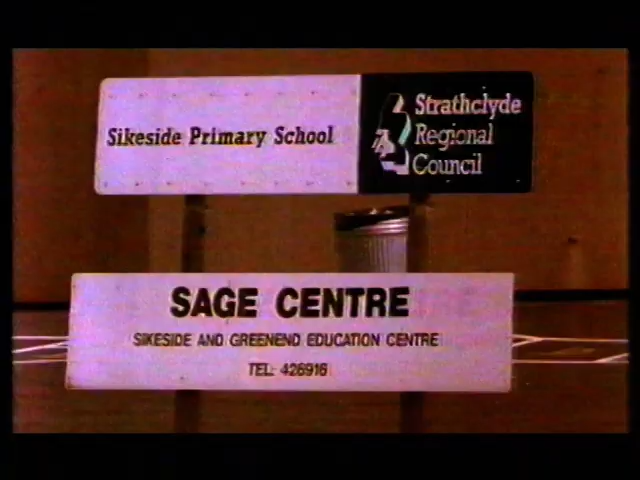 Sikeside Primary School
Strathclyde
Regional
Council
SAGE CENTRE
SIKESIDE AND GREENEND EDUCATION CENTRE
TEL: 426916